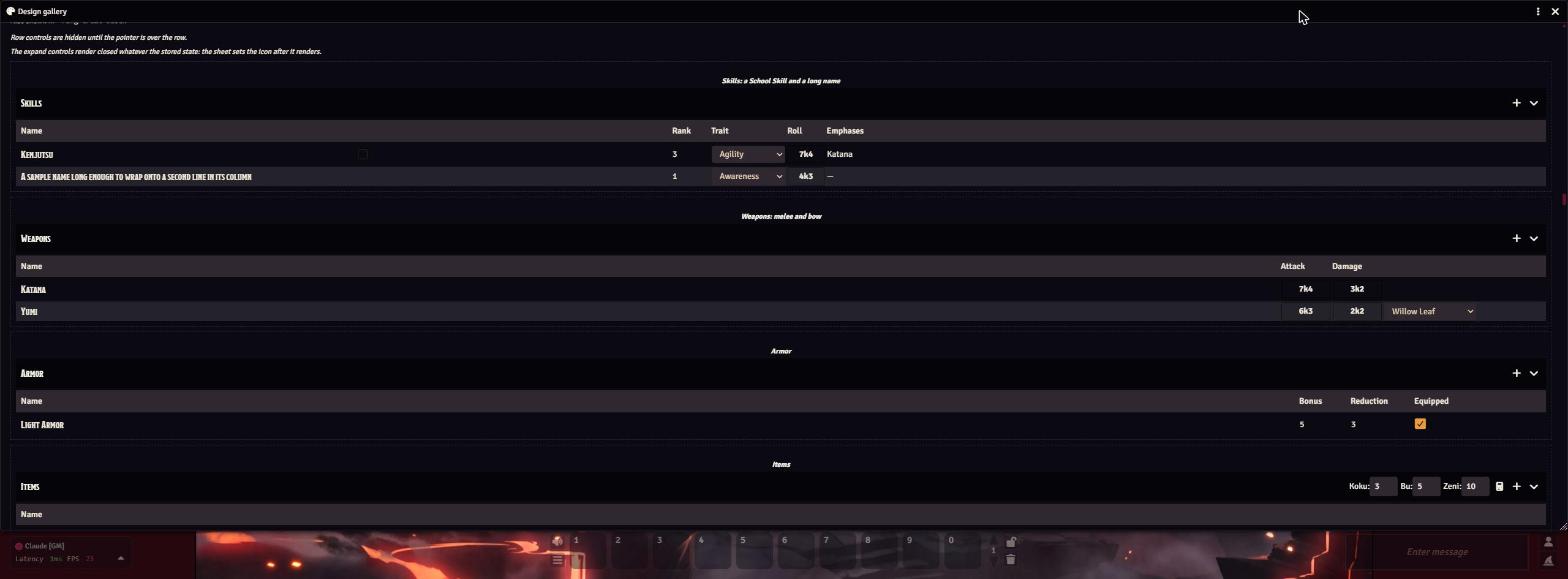 Design gallery
Row controls are hidden until the pointer is over the row.
The expand controls render closed whatever the stored state: the sheet sets the icon after it renders.
Skills: a School Skill and a long name
Skills
Name Rank Trait Roll Emphases
Kenjutsu 3 Agility 7k4 Katana
A sample name long enough to wrap onto a second line in its column 1 Awareness 4k3 —
Weapons: melee and bow
Weapons
Name Attack Damage
Katana 7k4 3k2
Yumi 6k3 2k2 Willow Leaf
Armor
Armor
Name Bonus Reduction Equipped
Light Armor 5 3
Items
Items Koku: 3 Bu: 5 Zeni: 10
Name
Claude [GM]
Latency 3ms FPS 23
1 2 3 4 5 6 7 8 9 0 1
Enter message